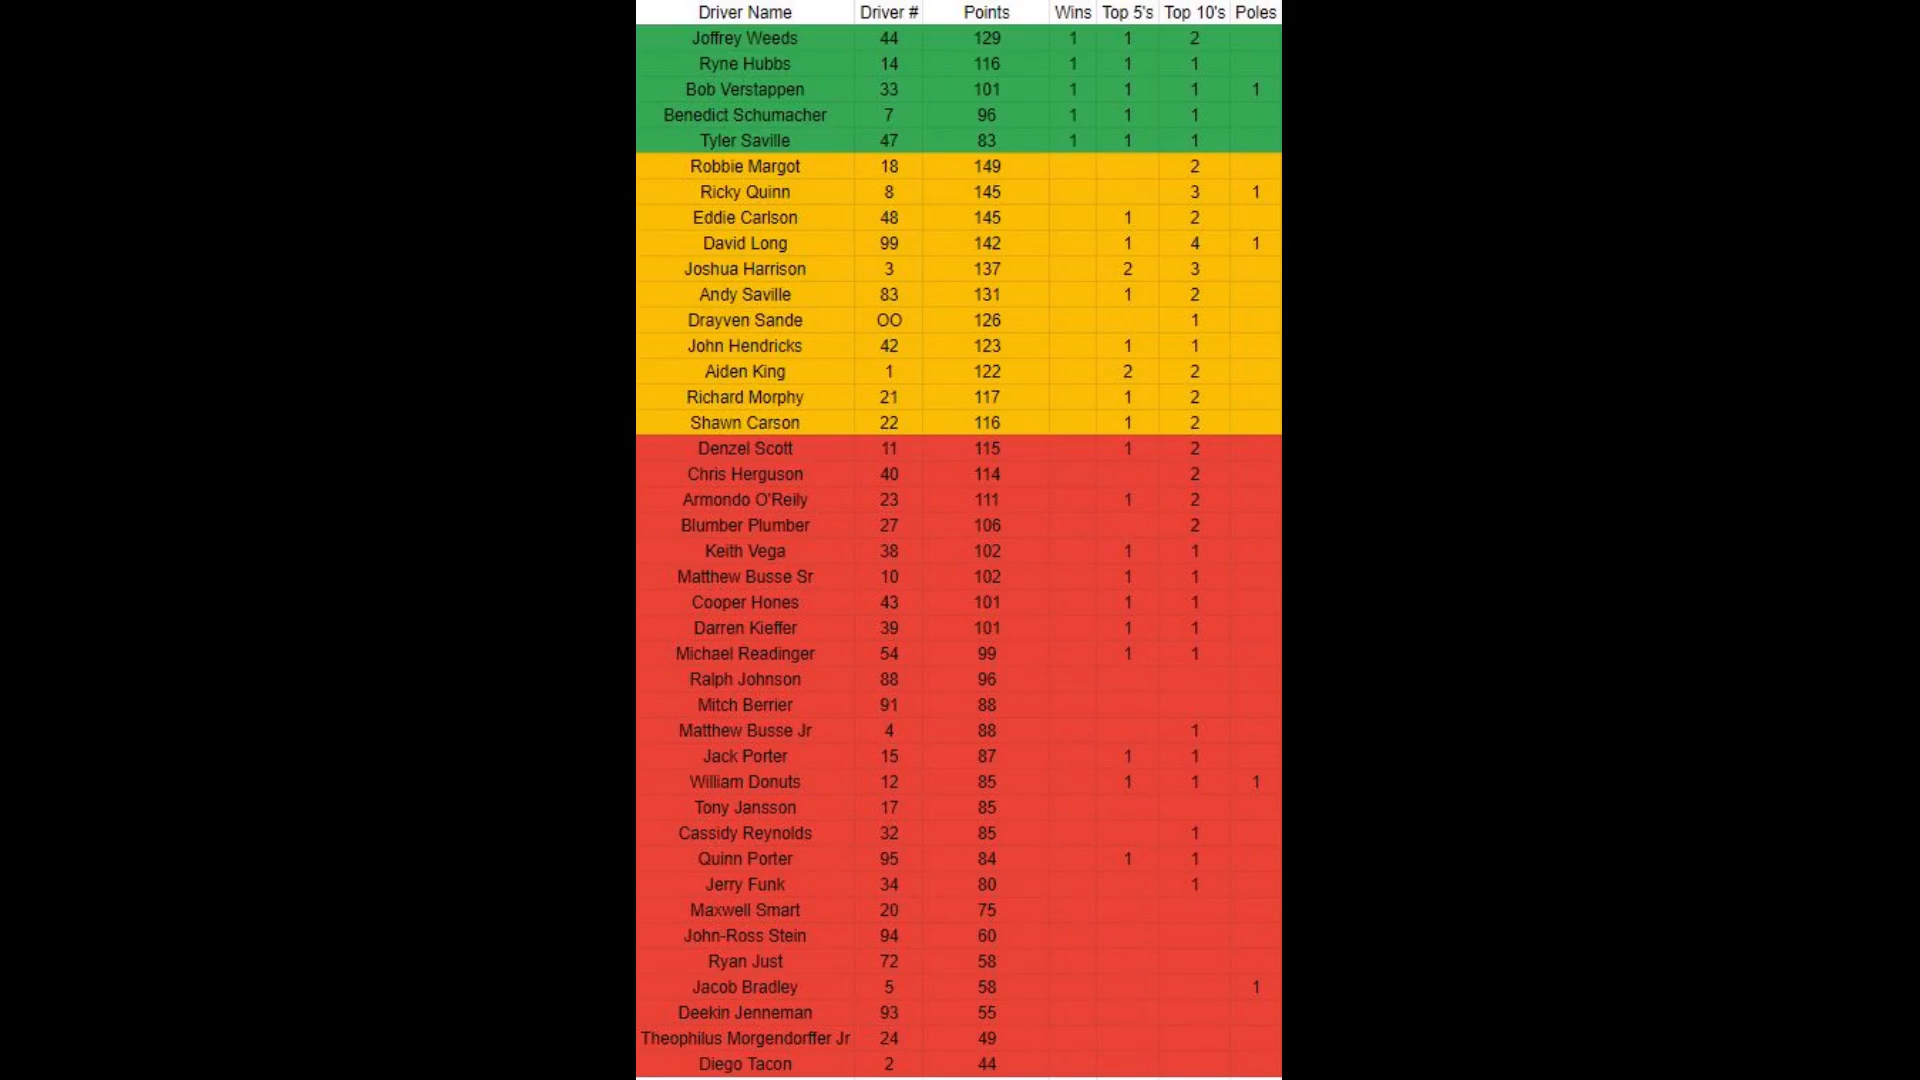 Driver Name Driver # Points Wins Top 5's Top 10's Poles
Joffrey Weeds 44 129 1 1 2
Ryne Hubbs 14 116 1 1 1
Bob Verstappen 33 101 1 1 1 1
Benedict Schumacher 7 96 1 1 1
Tyler Saville 47 83 1 1 1
Robbie Margot 18 149 2
Ricky Quinn 8 145 3 1
Eddie Carlson 48 145 1 2
David Long 99 142 1 4 1
Joshua Harrison 3 137 2 3
Andy Saville 83 131 1 2
Drayven Sande OO 126 1
John Hendricks 42 123 1 1
Aiden King 1 122 2 2
Richard Morphy 21 117 1 2
Shawn Carson 22 116 1 2
Denzel Scott 11 115 1 2
Chris Herguson 40 114 2
Armondo O'Reily 23 111 1 2
Blumber Plumber 27 106 2
Keith Vega 38 102 1 1
Matthew Busse Sr 10 102 1 1
Cooper Hones 43 101 1 1
Darren Kieffer 39 101 1 1
Michael Readinger 54 99 1 1
Ralph Johnson 88 96
Mitch Berrier 91 88
Matthew Busse Jr 4 88 1
Jack Porter 15 87 1 1
William Donuts 12 85 1 1 1
Tony Jansson 17 85
Cassidy Reynolds 32 85 1
Quinn Porter 95 84 1 1
Jerry Funk 34 80 1
Maxwell Smart 20 75
John-Ross Stein 94 60
Ryan Just 72 58
Jacob Bradley 5 58 1
Deekin Jenneman 93 55
Theophilus Morgendorffer Jr 24 49
Diego Tacon 2 44